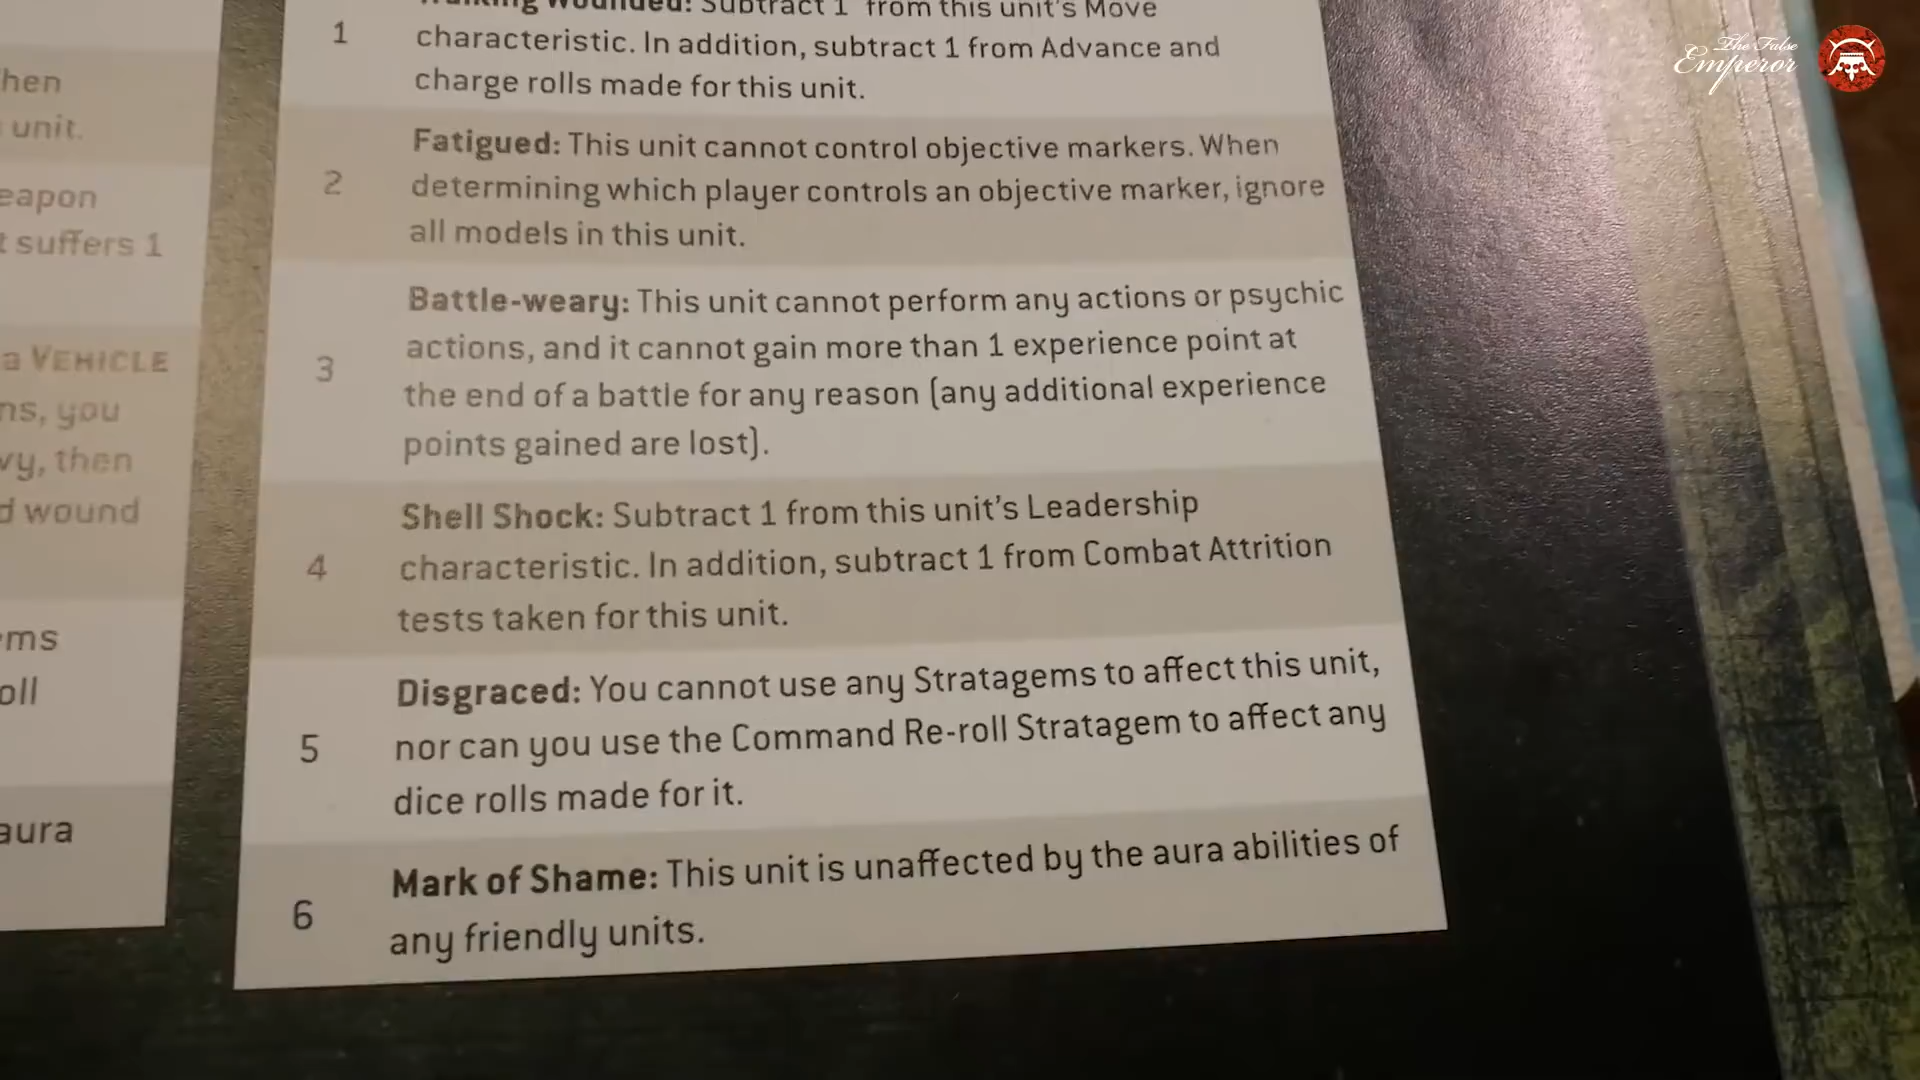 The False
Emperor
hen
unit.
eapon
t suffers 1
a VEHICLE
ns, you
vy, then
d wound
ms
oll
aura
1
Walking Wounded: Subtract 1" from this unit's Move
characteristic. In addition, subtract 1 from Advance and
charge rolls made for this unit.
2
Fatigued: This unit cannot control objective markers. When
determining which player controls an objective marker, ignore
all models in this unit.
3
Battle-weary: This unit cannot perform any actions or psychic
actions, and it cannot gain more than 1 experience point at
the end of a battle for any reason (any additional experience
points gained are lost).
4
Shell Shock: Subtract 1 from this unit's Leadership
characteristic. In addition, subtract 1 from Combat Attrition
tests taken for this unit.
5
Disgraced: You cannot use any Stratagems to affect this unit,
nor can you use the Command Re-roll Stratagem to affect any
dice rolls made for it.
6
Mark of Shame: This unit is unaffected by the aura abilities of
any friendly units.